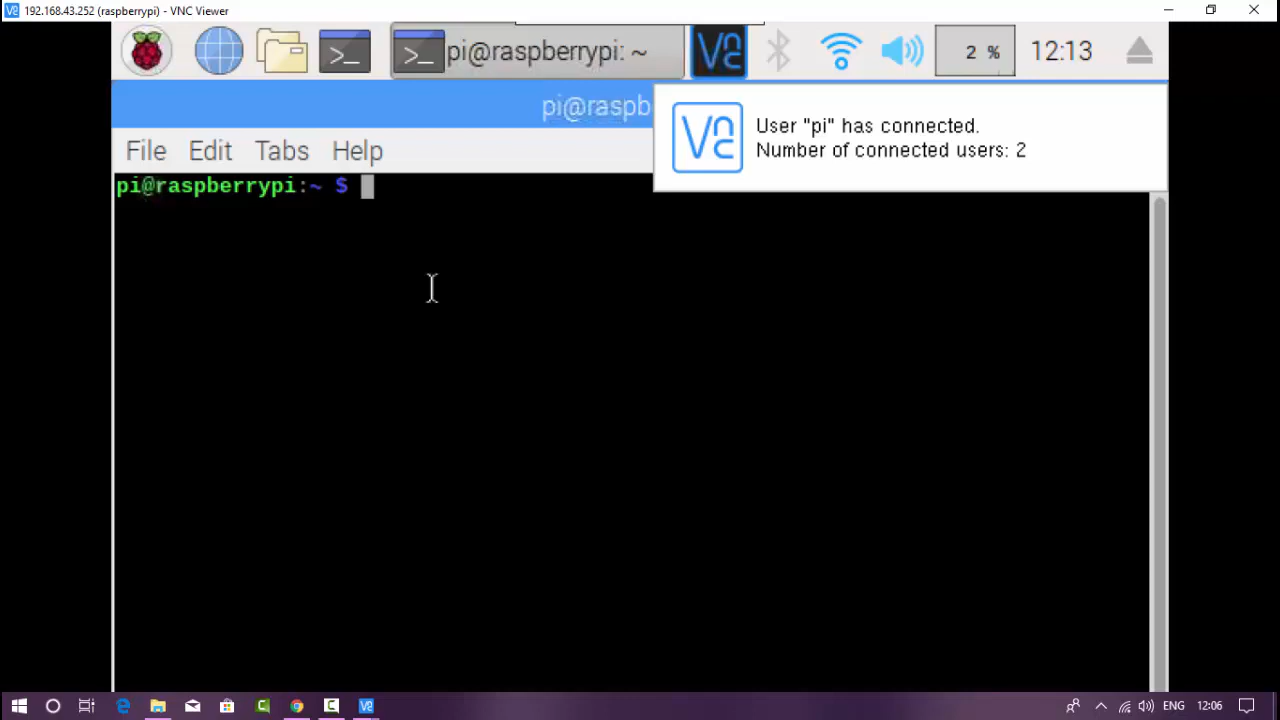 192.168.43.252 (raspberrypi) - VNC Viewer
pi@raspberrypi: ~
2 %
12:13
pi@raspb
User "pi" has connected.
Number of connected users: 2
File Edit Tabs Help
pi@raspberrypi:~ $
ENG
12:06